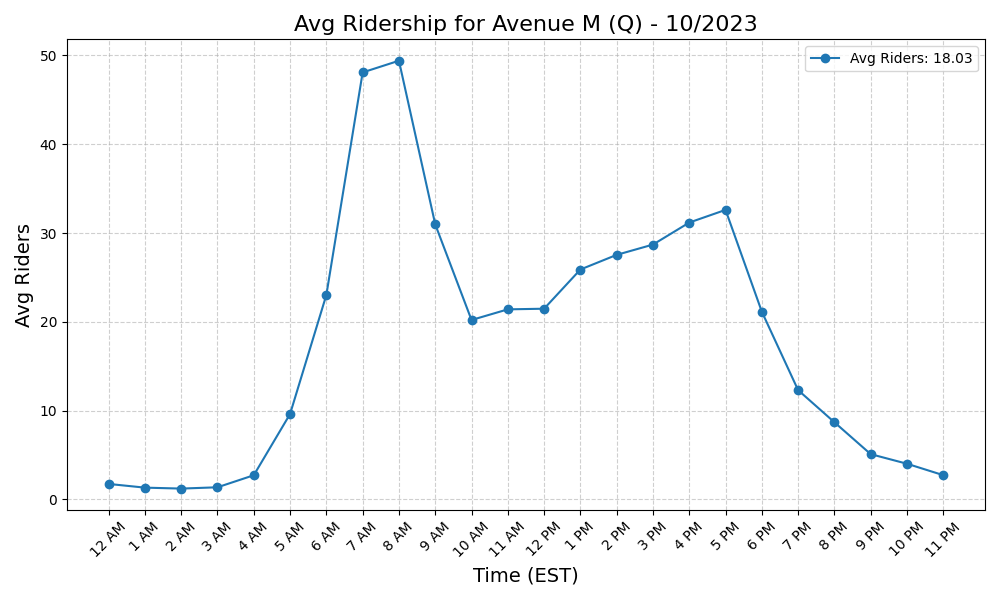 Avg Ridership for Avenue M (Q) - 10/2023
Avg Riders: 18.03
Avg Riders
50
40
30
20
10
0
12 AM
1 AM
2 AM
3 AM
4 AM
5 AM
6 AM
7 AM
8 AM
9 AM
10 AM
11 AM
12 PM
1 PM
2 PM
3 PM
4 PM
5 PM
6 PM
7 PM
8 PM
9 PM
10 PM
11 PM
Time (EST)